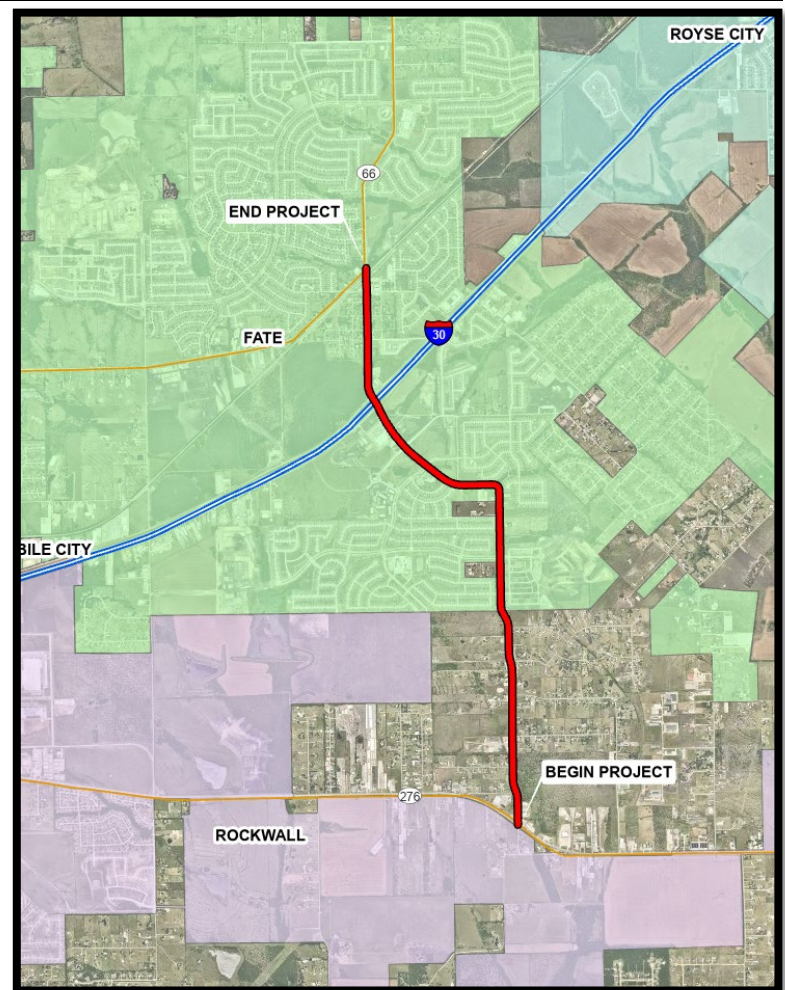 ROYSE CITY
66
END PROJECT
30
FATE
BILE CITY
BEGIN PROJECT
276
ROCKWALL